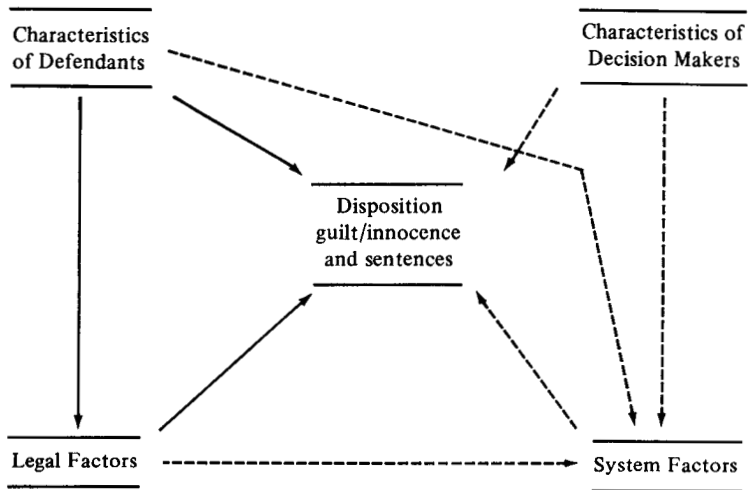 Characteristics
of Defendants
Characteristics of
Decision Makers
Disposition
guilt/innocence
and sentences
Legal Factors
System Factors